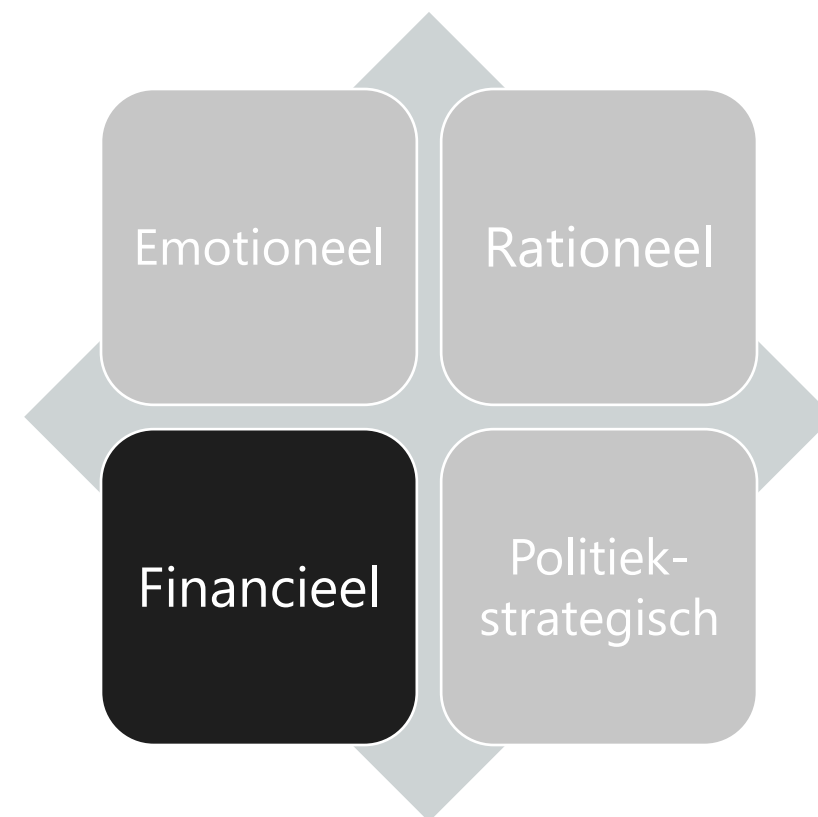 Emotioneel
Rationeel
Financieel
Politiek-
strategisch